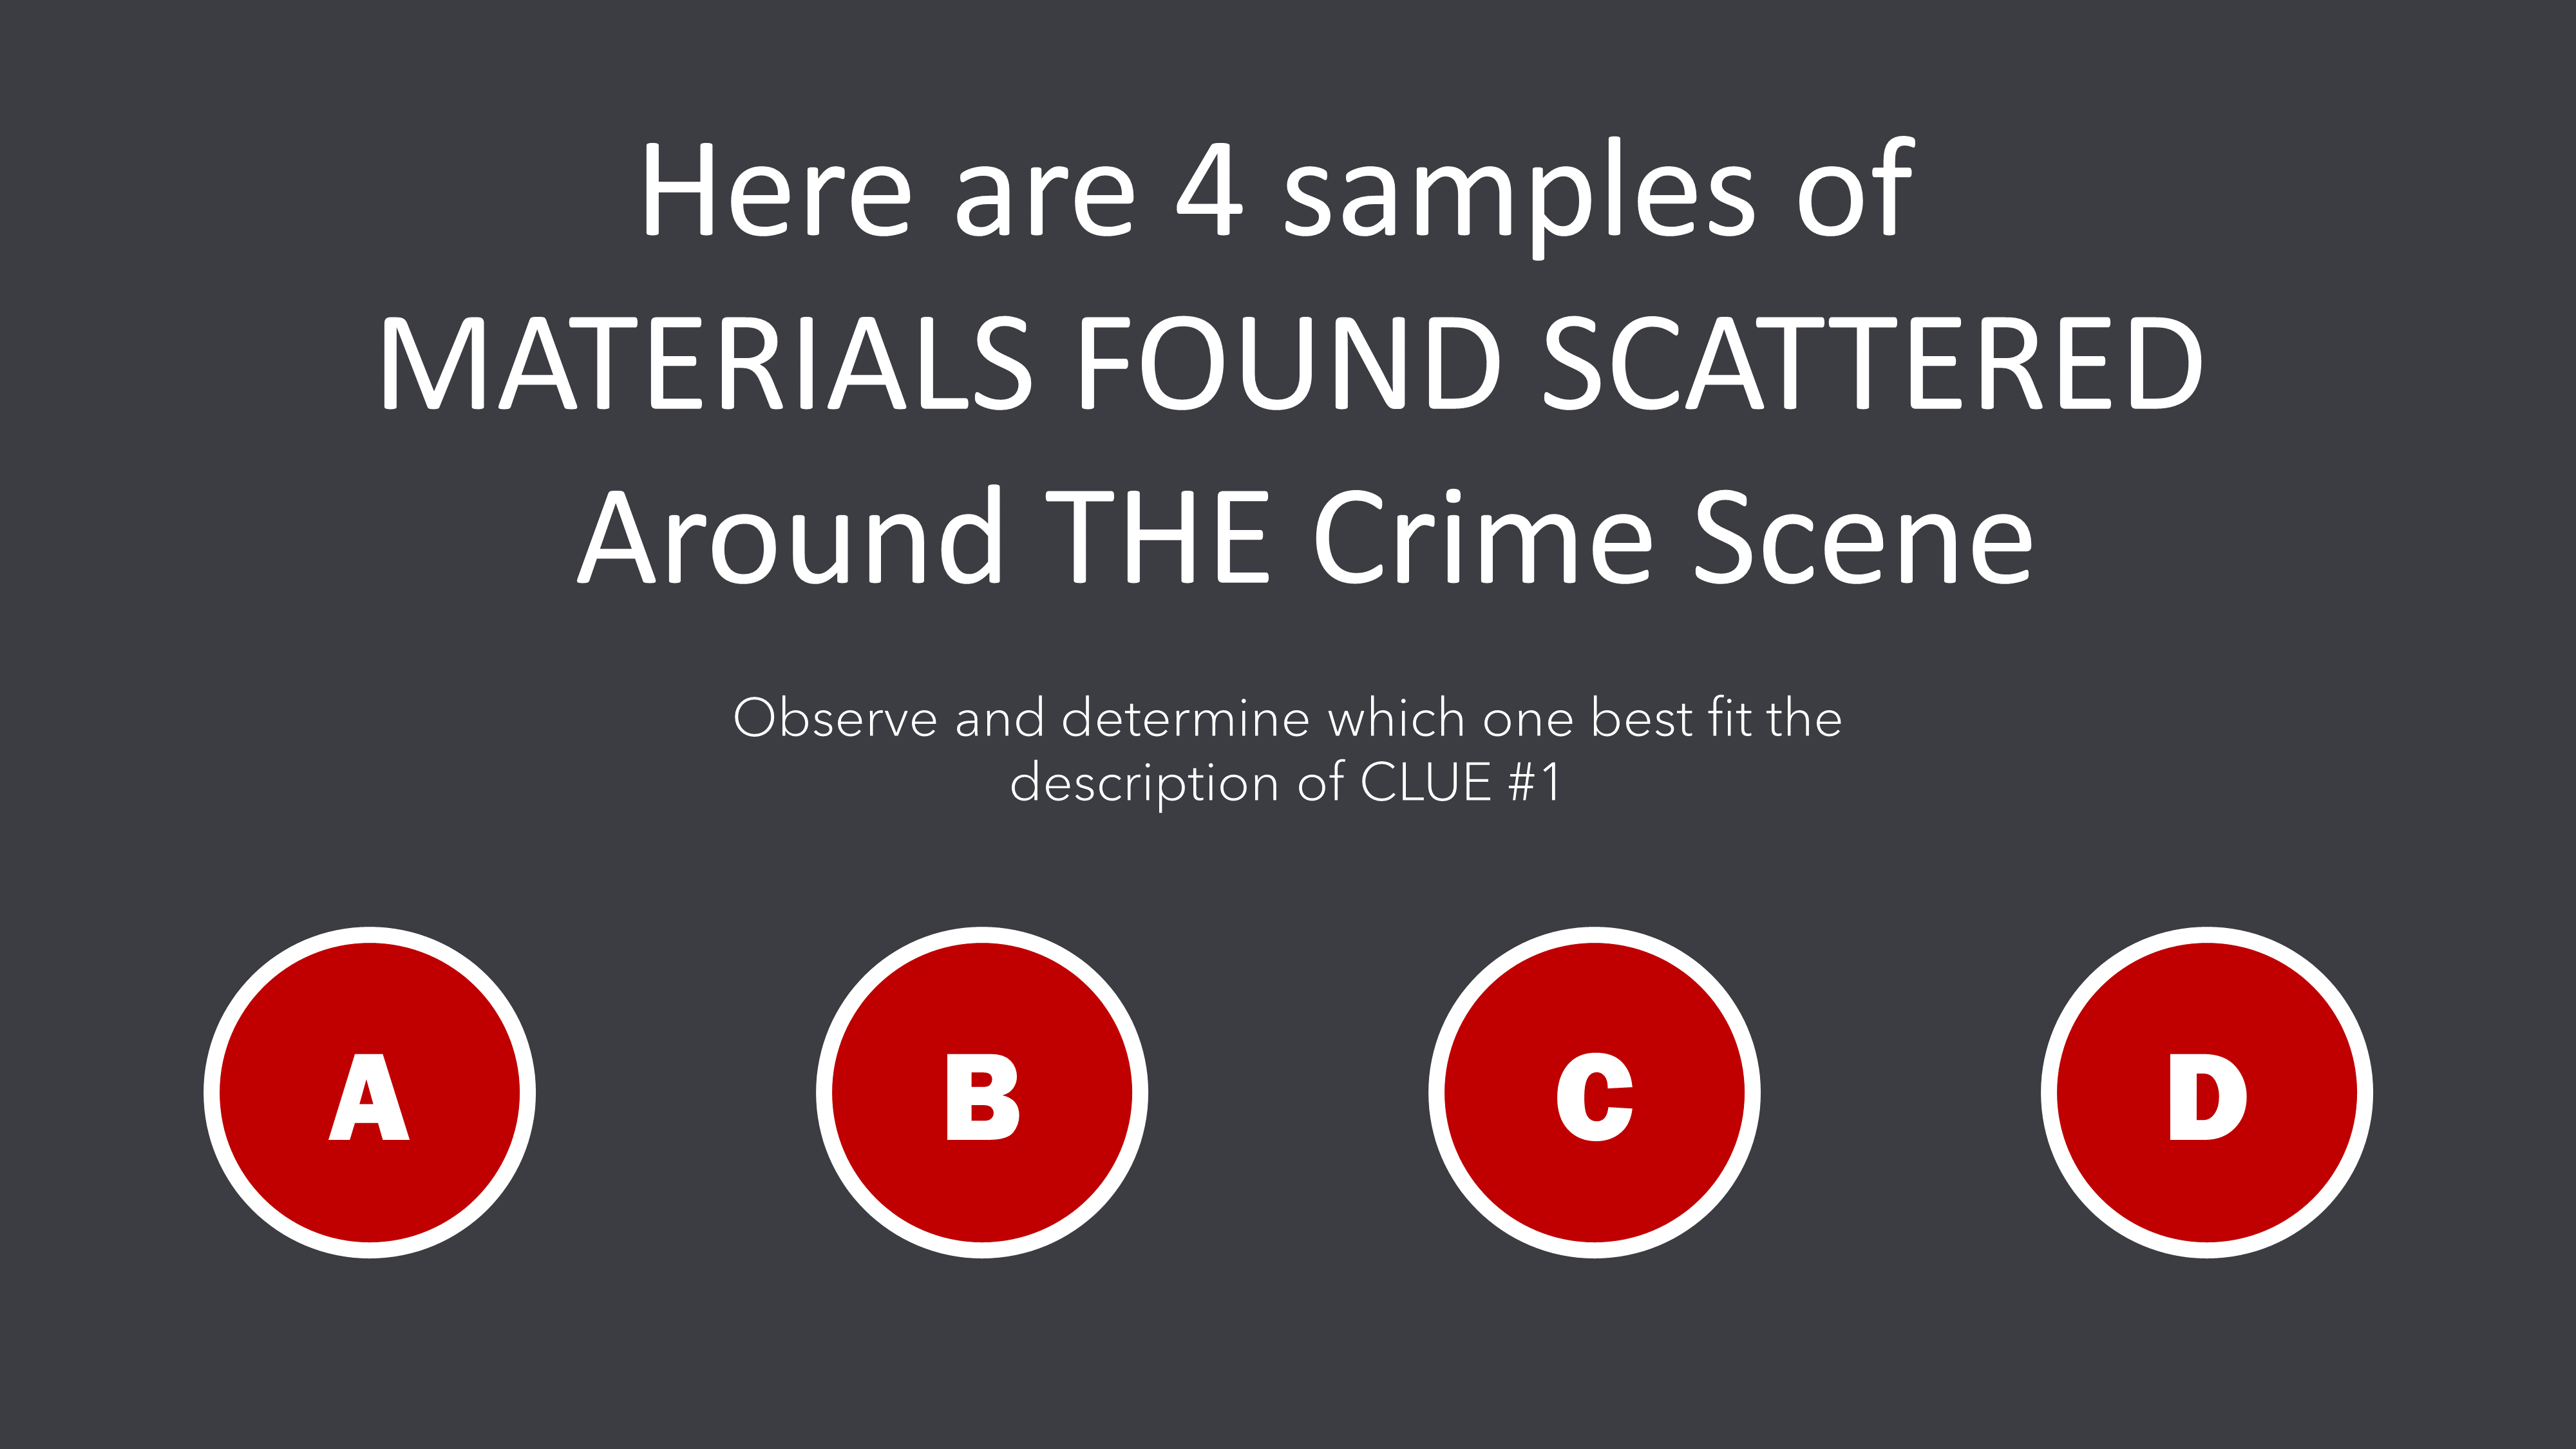 Here are 4 samples of
MATERIALS FOUND SCATTERED
Around THE Crime Scene
Observe and determine which one best fit the
description of CLUE #1
A
B
C
D